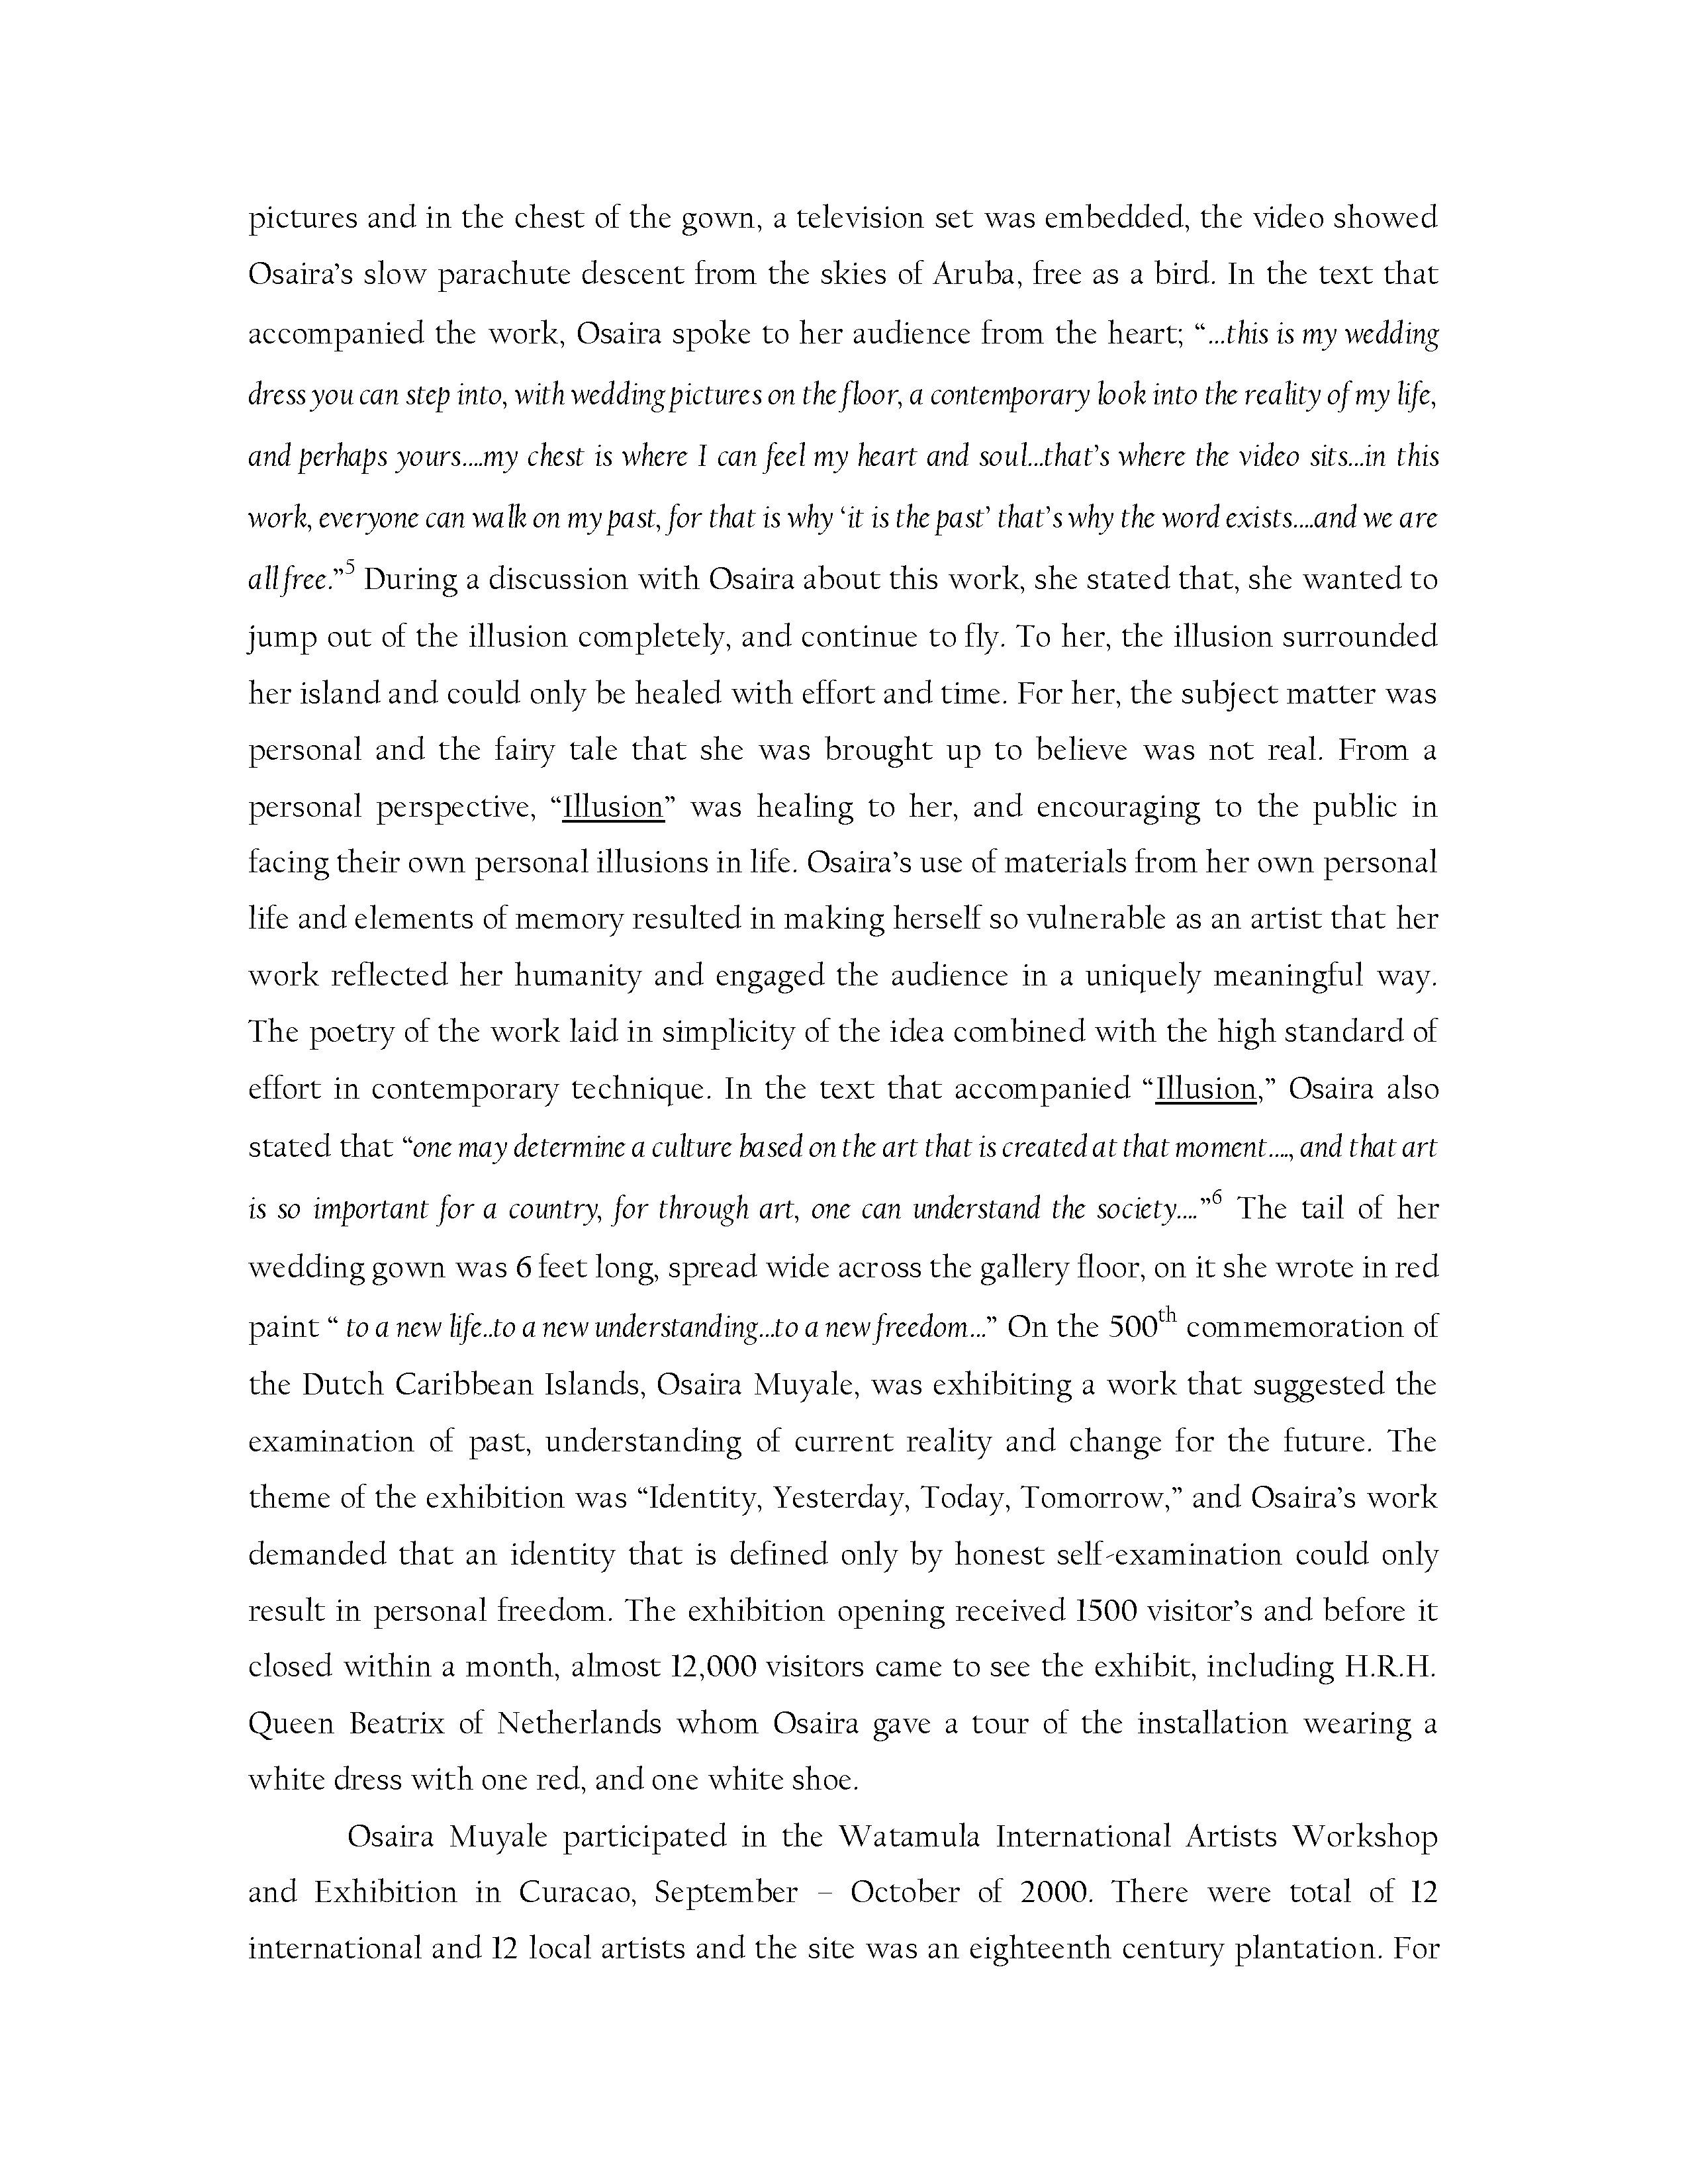 pictures and in the chest of the gown, a television set was embedded, the video showed
Osaira’s slow parachute descent from the skies of Aruba, free as a bird. In the text that
accompanied the work, Osaira spoke to her audience from the heart; “…this is my wedding
dress you can step into, with wedding pictures on the floor, a contemporary look into the reality of my life,
and perhaps yours….my chest is where I can feel my heart and soul…that’s where the video sits…in this
work, everyone can walk on my past, for that is why ‘it is the past’ that’s why the word exists….and we are
all free.”5 During a discussion with Osaira about this work, she stated that, she wanted to
jump out of the illusion completely, and continue to fly. To her, the illusion surrounded
her island and could only be healed with effort and time. For her, the subject matter was
personal and the fairy tale that she was brought up to believe was not real. From a
personal perspective, “Illusion” was healing to her, and encouraging to the public in
facing their own personal illusions in life. Osaira’s use of materials from her own personal
life and elements of memory resulted in making herself so vulnerable as an artist that her
work reflected her humanity and engaged the audience in a uniquely meaningful way.
The poetry of the work laid in simplicity of the idea combined with the high standard of
effort in contemporary technique. In the text that accompanied “Illusion,” Osaira also
stated that “one may determine a culture based on the art that is created at that moment…., and that art
is so important for a country, for through art, one can understand the society….”6 The tail of her
wedding gown was 6 feet long, spread wide across the gallery floor, on it she wrote in red
paint “ to a new life..to a new understanding…to a new freedom…” On the 500th commemoration of
the Dutch Caribbean Islands, Osaira Muyale, was exhibiting a work that suggested the
examination of past, understanding of current reality and change for the future. The
theme of the exhibition was “Identity, Yesterday, Today, Tomorrow,” and Osaira’s work
demanded that an identity that is defined only by honest self-examination could only
result in personal freedom. The exhibition opening received 1500 visitor’s and before it
closed within a month, almost 12,000 visitors came to see the exhibit, including H.R.H.
Queen Beatrix of Netherlands whom Osaira gave a tour of the installation wearing a
white dress with one red, and one white shoe.
Osaira Muyale participated in the Watamula International Artists Workshop
and Exhibition in Curacao, September – October of 2000. There were total of 12
international and 12 local artists and the site was an eighteenth century plantation. For